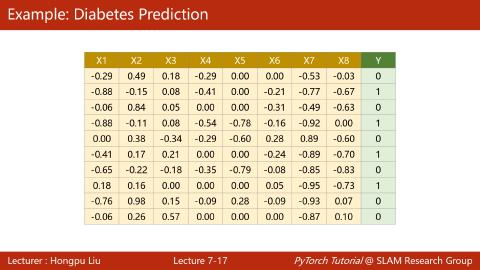 Example: Diabetes Prediction
X1 X2 X3 X4 X5 X6 X7 X8 Y
-0.29 0.49 0.18 -0.29 0.00 0.00 -0.53 -0.03 0
-0.88 -0.15 0.08 -0.41 0.00 -0.21 -0.77 -0.67 1
-0.06 0.84 0.05 0.00 0.00 -0.31 -0.49 -0.63 0
-0.88 -0.11 0.08 -0.54 -0.78 -0.16 -0.92 0.00 1
0.00 0.38 -0.34 -0.29 -0.60 0.28 0.89 -0.60 0
-0.41 0.17 0.21 0.00 0.00 -0.24 -0.89 -0.70 1
-0.65 -0.22 -0.18 -0.35 -0.79 -0.08 -0.85 -0.83 0
0.18 0.16 0.00 0.00 0.00 0.05 -0.95 -0.73 1
-0.76 0.98 0.15 -0.09 0.28 -0.09 -0.93 0.07 0
-0.06 0.26 0.57 0.00 0.00 0.00 -0.87 0.10 0
Lecturer : Hongpu Liu Lecture 7-17 PyTorch Tutorial @ SLAM Research Group